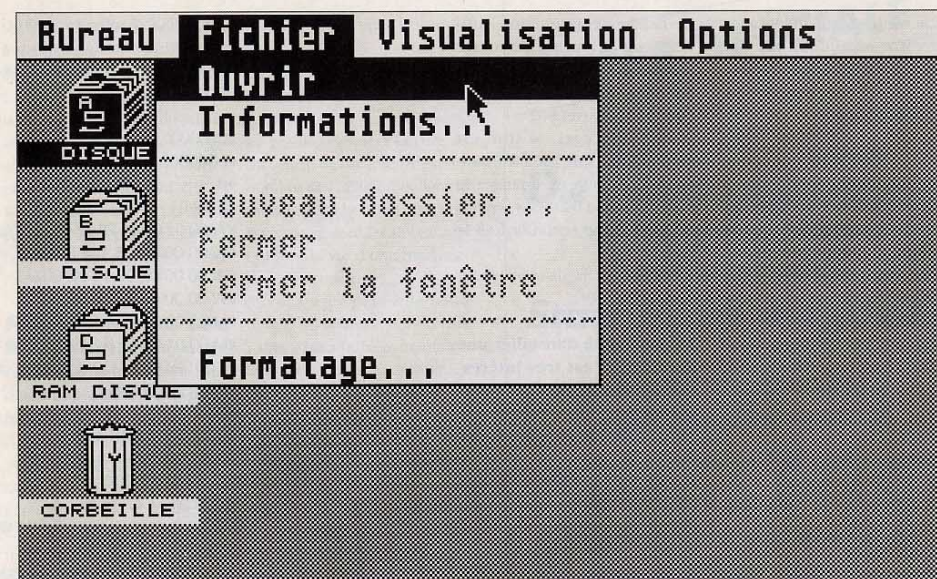 Bureau Fichier Visualisation Options
Ouvrir
Informations...
Nouveau dossier...
Fermer
Fermer la fenêtre
Formatage...
A
DISQUE
B
DISQUE
D
RAM DISQUE
CORBEILLE